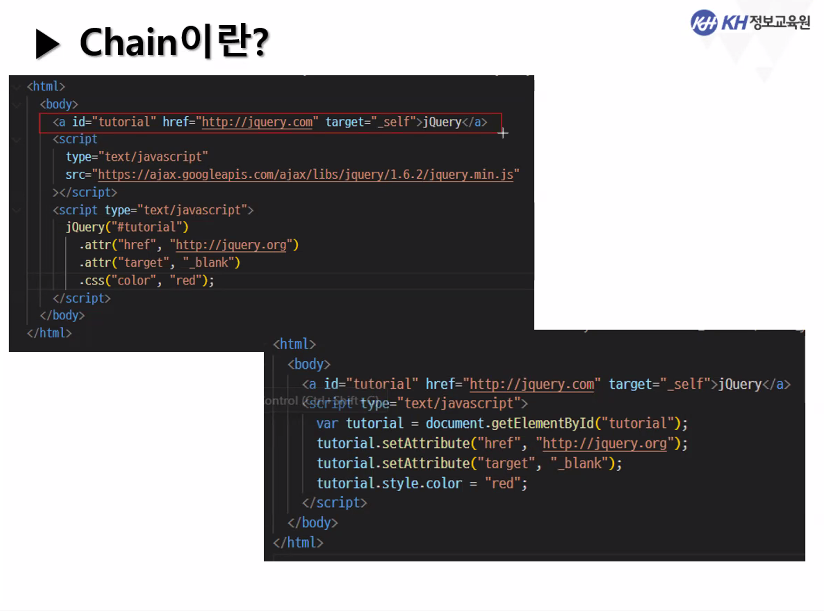 KH KH정보교육원
▶ Chain이란?
<html>
<body>
<a id="tutorial" href="http://jquery.com" target="_self">jQuery</a>
<script
type="text/javascript"
src="https://ajax.googleapis.com/ajax/libs/jquery/1.6.2/jquery.min.js"
></script>
<script type="text/javascript">
jQuery("#tutorial")
.attr("href", "http://jquery.org")
.attr("target", "_blank")
.css("color", "red");
</script>
</body>
</html>
<html>
<body>
<a id="tutorial" href="http://jquery.com" target="_self">jQuery</a>
<script type="text/javascript">
var tutorial = document.getElementById("tutorial");
tutorial.setAttribute("href", "http://jquery.org");
tutorial.setAttribute("target", "_blank");
tutorial.style.color = "red";
</script>
</body>
</html>